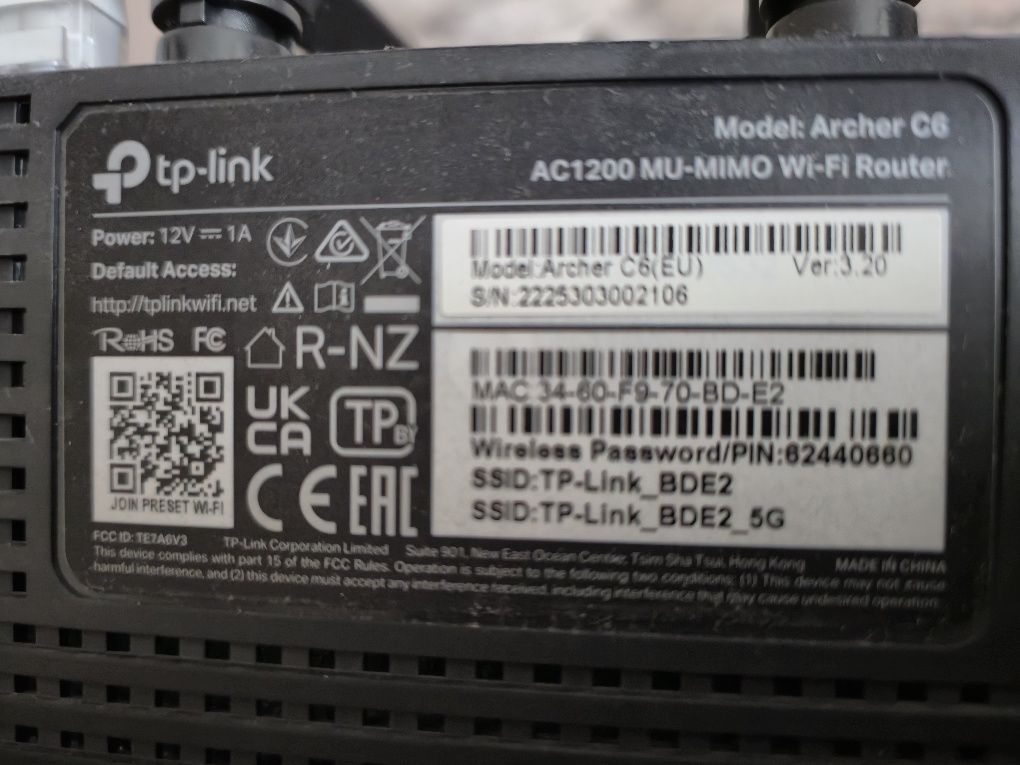 tp-link
Model: Archer C6
AC1200 MU-MIMO Wi-Fi Router
Power: 12V ⎓ 1A
Default Access:
http://tplinkwifi.net
RoHS FC
R-NZ
UK
CA
TP
BY
CE EAC
JOIN PRESET WI-FI
Model:Archer C6(EU) Ver:3.20
S/N:2225303002106
MAC 34-60-F9-70-BD-E2
Wireless Password/PIN:62440660
SSID:TP-Link_BDE2
SSID:TP-Link_BDE2_5G
FCC ID: TE7A6V3 TP-Link Corporation Limited Suite 901, New East Ocean Centre, Tsim Sha Tsui, Hong Kong MADE IN CHINA
This device complies with part 15 of the FCC Rules. Operation is subject to the following two conditions: (1) This device may not cause
harmful interference, and (2) this device must accept any interference received, including interference that may cause undesired operation.